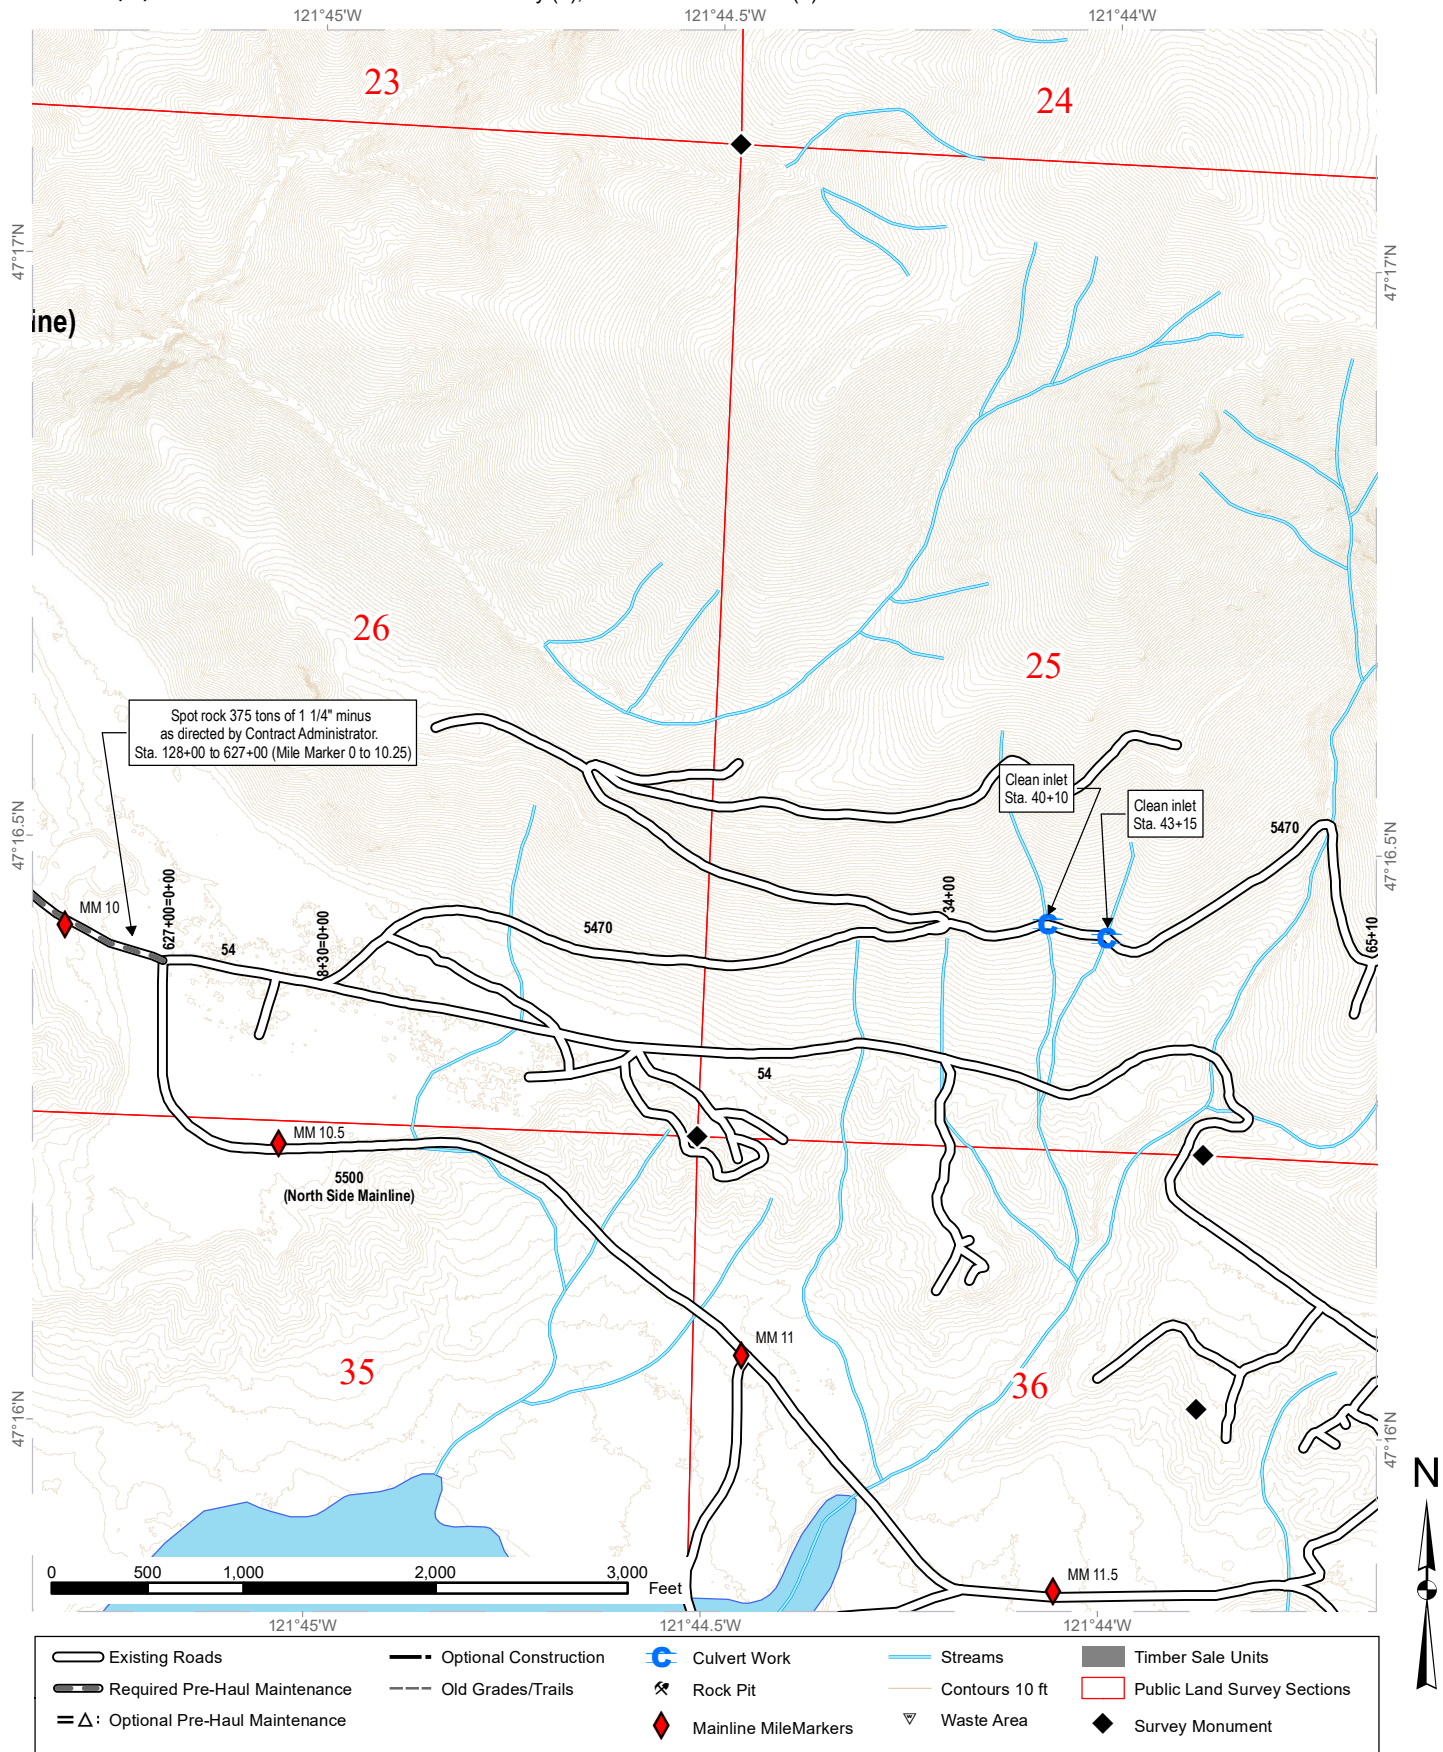 121°45'W
121°44.5'W
121°44'W
23
24
47°17'N
47°17'N
ine)
26
25
Spot rock 375 tons of 1 1/4" minus
as directed by Contract Administrator.
Sta. 128+00 to 627+00 (Mile Marker 0 to 10.25)
Clean inlet
Sta. 40+10
Clean inlet
Sta. 43+15
5470
47°16.5'N
47°16.5'N
MM 10
627+00=0+00
54
8+30=0+00
5470
34+00
65+10
54
MM 10.5
5500
(North Side Mainline)
MM 11
35
36
47°16'N
47°16'N
N
MM 11.5
0
500
1,000
2,000
3,000
Feet
121°45'W
121°44.5'W
121°44'W
Existing Roads
Optional Construction
C
Culvert Work
Streams
Timber Sale Units
Required Pre-Haul Maintenance
Old Grades/Trails
Rock Pit
Contours 10 ft
Public Land Survey Sections
Optional Pre-Haul Maintenance
Mainline MileMarkers
Waste Area
Survey Monument